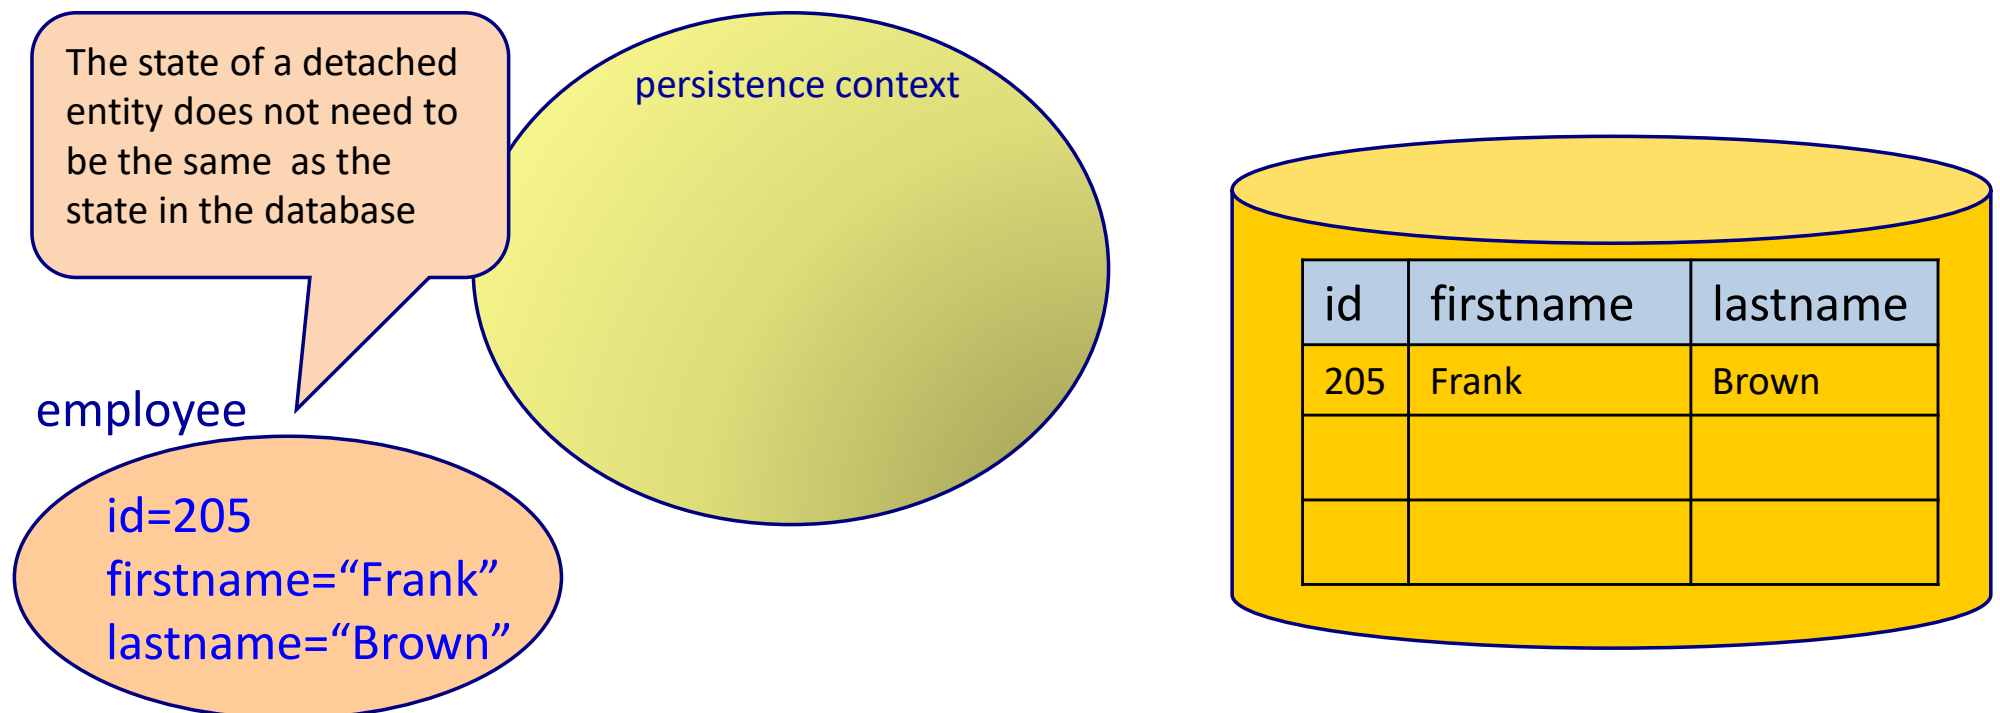 The state of a detached
entity does not need to
be the same  as the
state in the database
persistence context
employee
id=205
firstname=“Frank”
lastname=“Brown”
id firstname lastname
205 Frank Brown